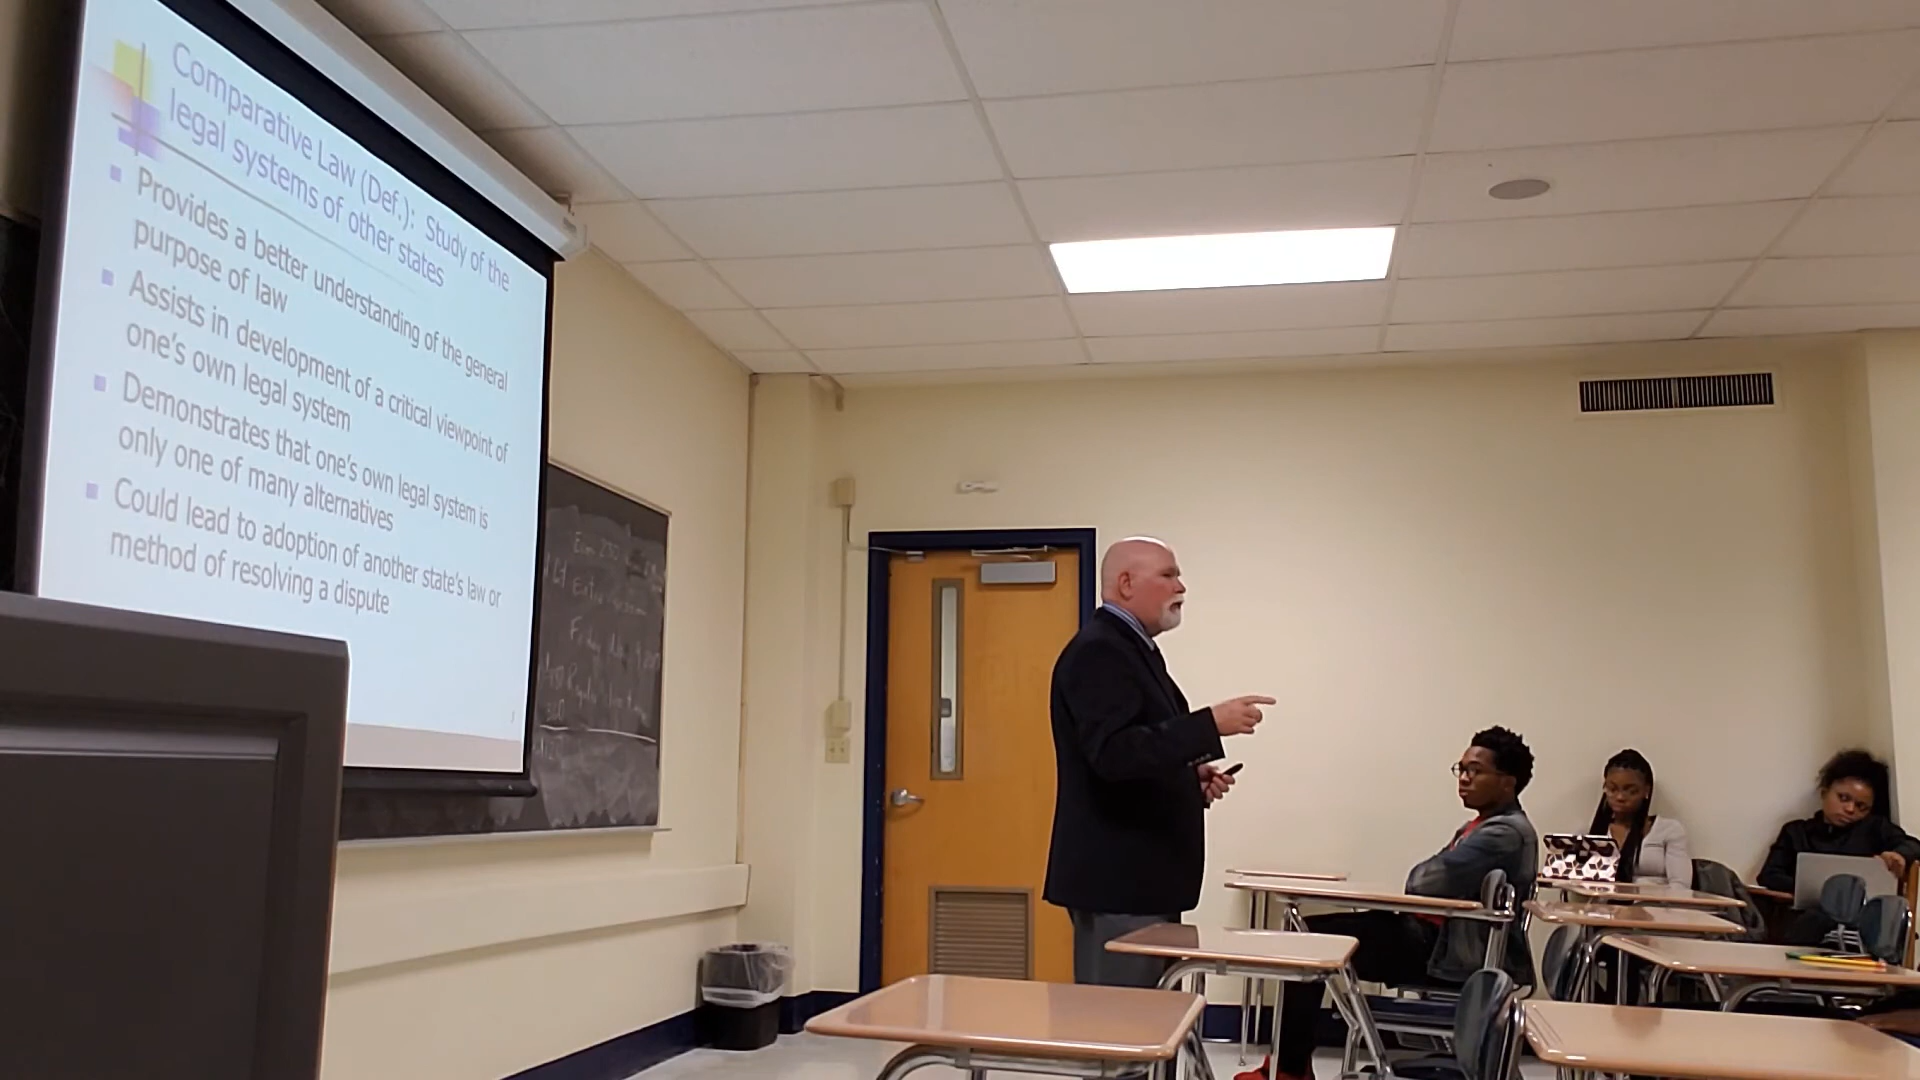 Comparative Law (Def.): Study of the
legal systems of other states
Provides a better understanding of the general
purpose of law
Assists in development of a critical viewpoint of
one's own legal system
Demonstrates that one's own legal system is
only one of many alternatives
Could lead to adoption of another state's law or
method of resolving a dispute